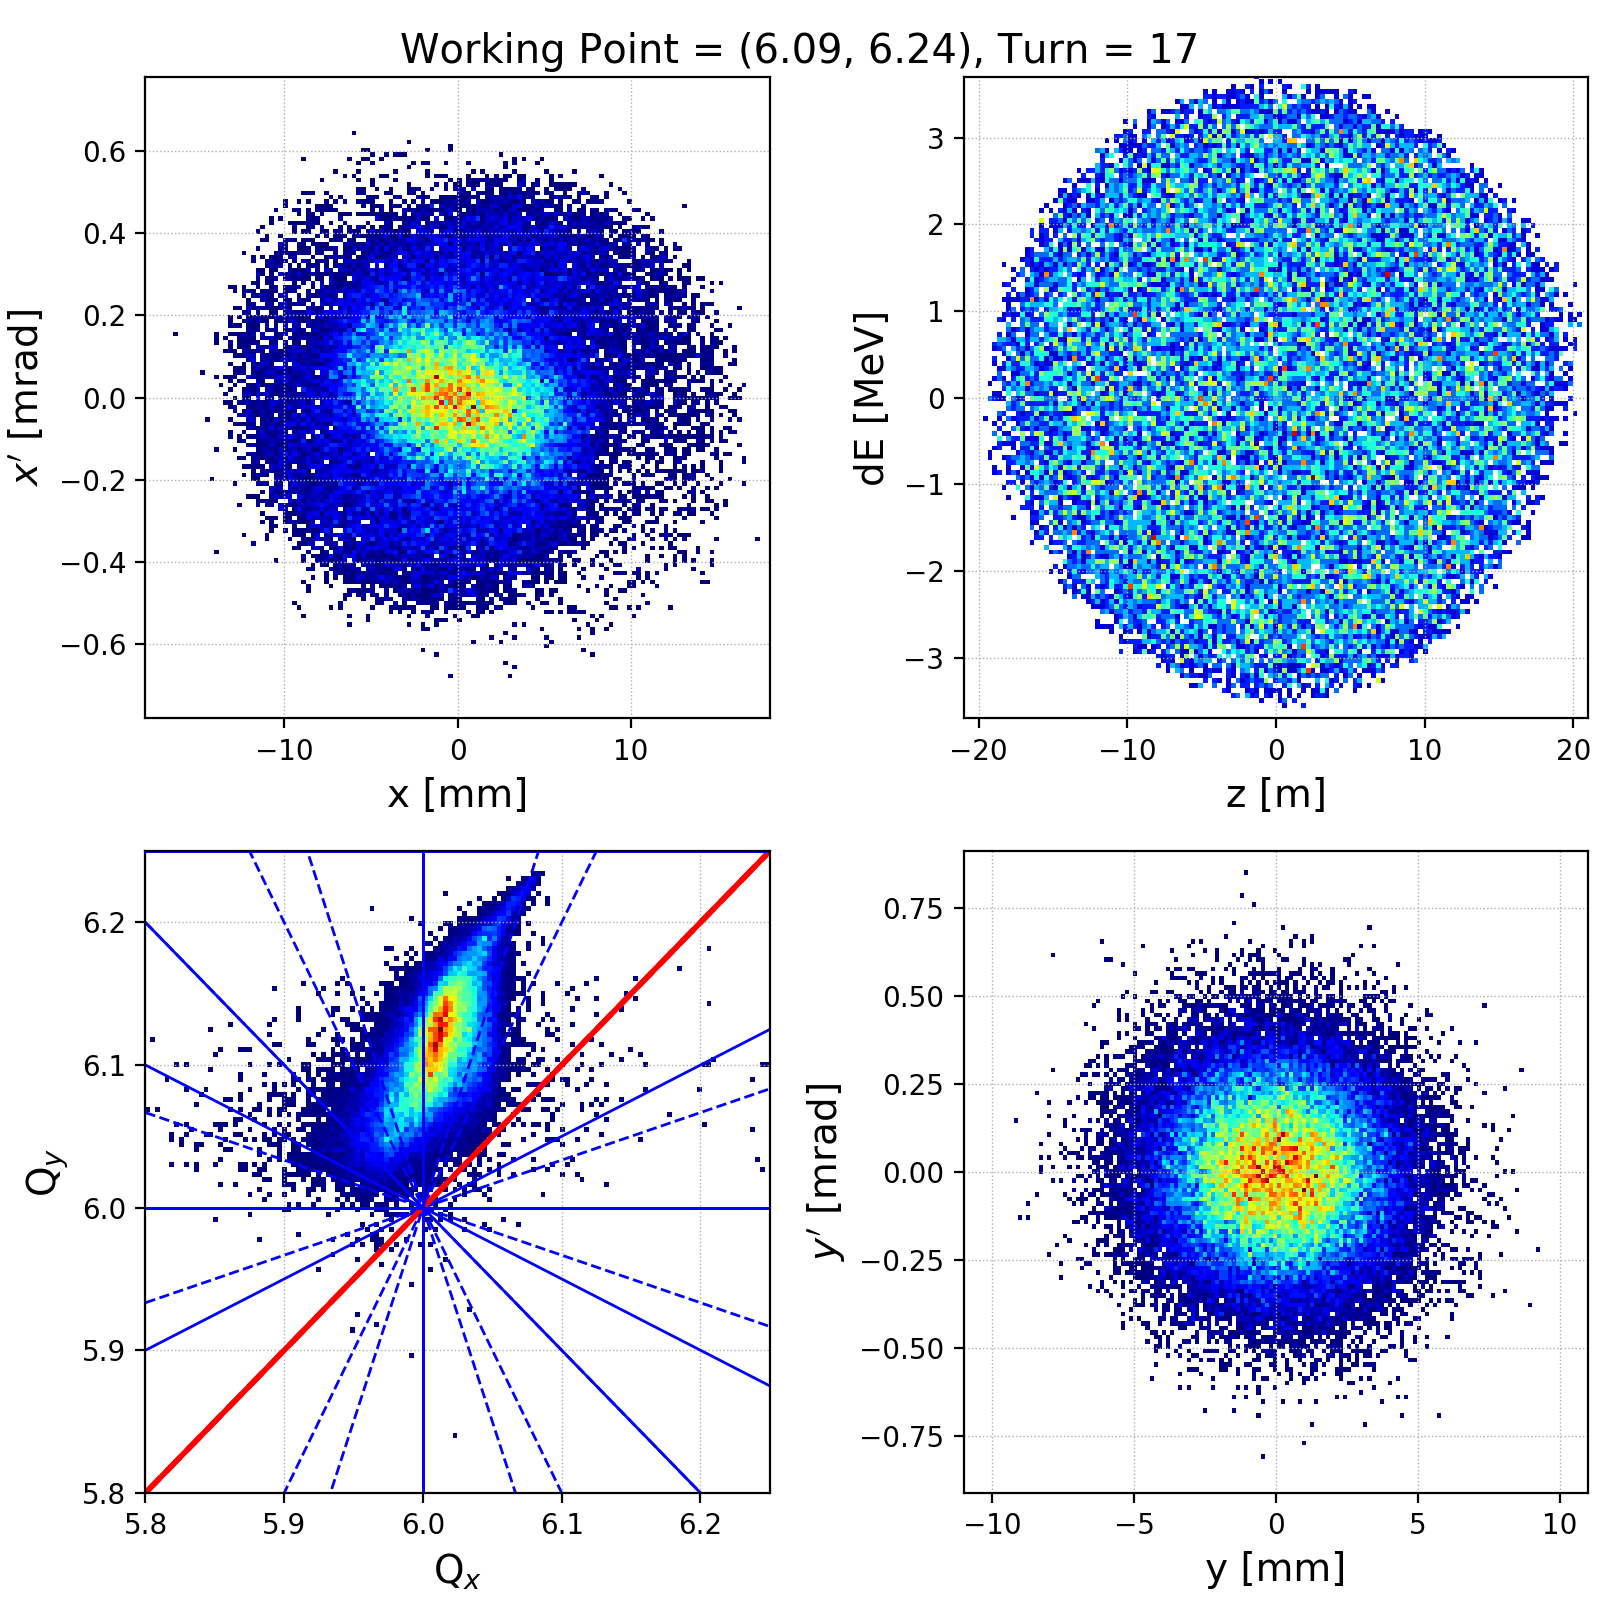 Working Point = (6.09, 6.24), Turn = 17
0.6
0.4
0.2
0.0
−0.2
−0.4
−0.6
x′ [mrad]
−10 0 10
x [mm]
3
2
1
0
−1
−2
−3
dE [MeV]
−20 −10 0 10 20
z [m]
6.2
6.1
6.0
5.9
5.8
Qy
5.8 5.9 6.0 6.1 6.2
Qx
0.75
0.50
0.25
0.00
−0.25
−0.50
−0.75
y′ [mrad]
−10 −5 0 5 10
y [mm]